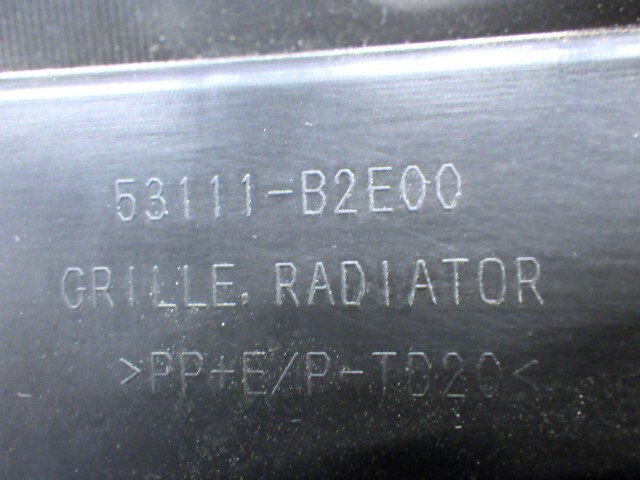 53111-B2E00
GRILLE, RADIATOR
>PP+E/P-TD20<